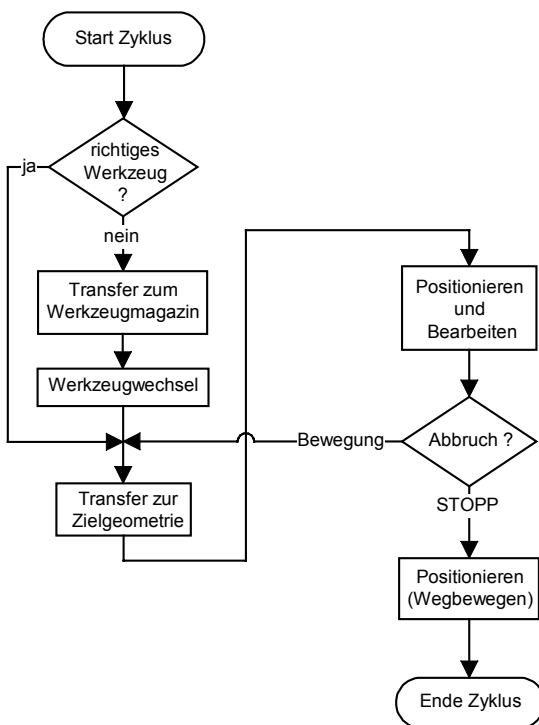 Start Zyklus
richtiges
Werkzeug
?
ja
nein
Transfer zum
Werkzeugmagazin
Werkzeugwechsel
Transfer zur
Zielgeometrie
Positionieren
und
Bearbeiten
Abbruch ?
Bewegung
STOPP
Positionieren
(Wegbewegen)
Ende Zyklus